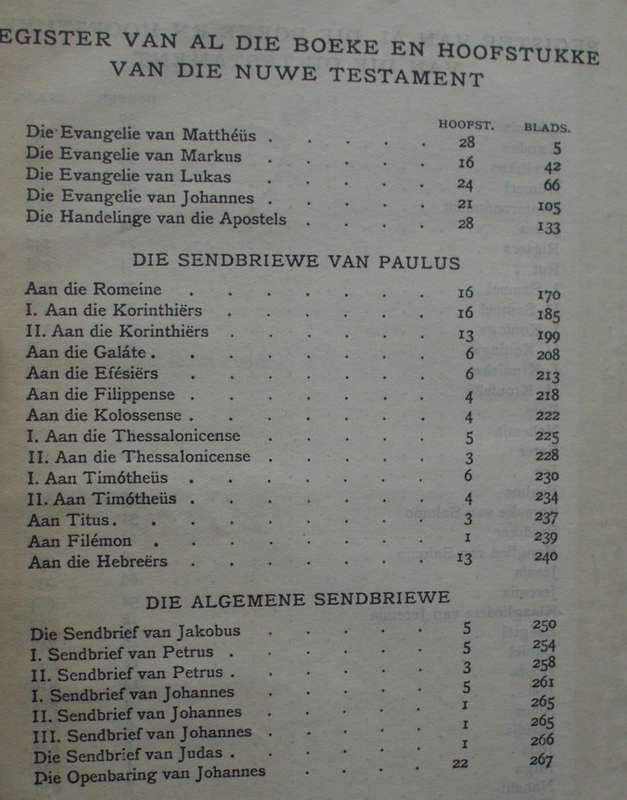 EGISTER VAN AL DIE BOEKE EN HOOFSTUKKE
VAN DIE NUWE TESTAMENT
HOOFST. BLADS.
Die Evangelie van Matthéüs . . . . . 28 5
Die Evangelie van Markus . . . . . 16 42
Die Evangelie van Lukas . . . . . 24 66
Die Evangelie van Johannes . . . . . 21 105
Die Handelinge van die Apostels . . . . 28 133
DIE SENDBRIEWE VAN PAULUS
Aan die Romeine . . . . . . . 16 170
I. Aan die Korinthiërs . . . . . . 16 185
II. Aan die Korinthiërs . . . . . . 13 199
Aan die Galáte . . . . . . . 6 208
Aan die Efésiërs . . . . . . . 6 213
Aan die Filippense . . . . . . . 4 218
Aan die Kolossense . . . . . . . 4 222
I. Aan die Thessalonicense . . . . . 5 225
II. Aan die Thessalonicense . . . . . 3 228
I. Aan Timótheüs . . . . . . . 6 230
II. Aan Timótheüs . . . . . . . 4 234
Aan Titus . . . . . . . . . 3 237
Aan Filémon . . . . . . . . 1 239
Aan die Hebreërs . . . . . . . 13 240
DIE ALGEMENE SENDBRIEWE
Die Sendbrief van Jakobus . . . . . 5 250
I. Sendbrief van Petrus . . . . . . 5 254
II. Sendbrief van Petrus . . . . . . 3 258
I. Sendbrief van Johannes . . . . . 5 261
II. Sendbrief van Johannes . . . . . 1 265
III. Sendbrief van Johannes . . . . . 1 265
Die Sendbrief van Judas . . . . . . 1 266
Die Openbaring van Johannes . . . . 22 267